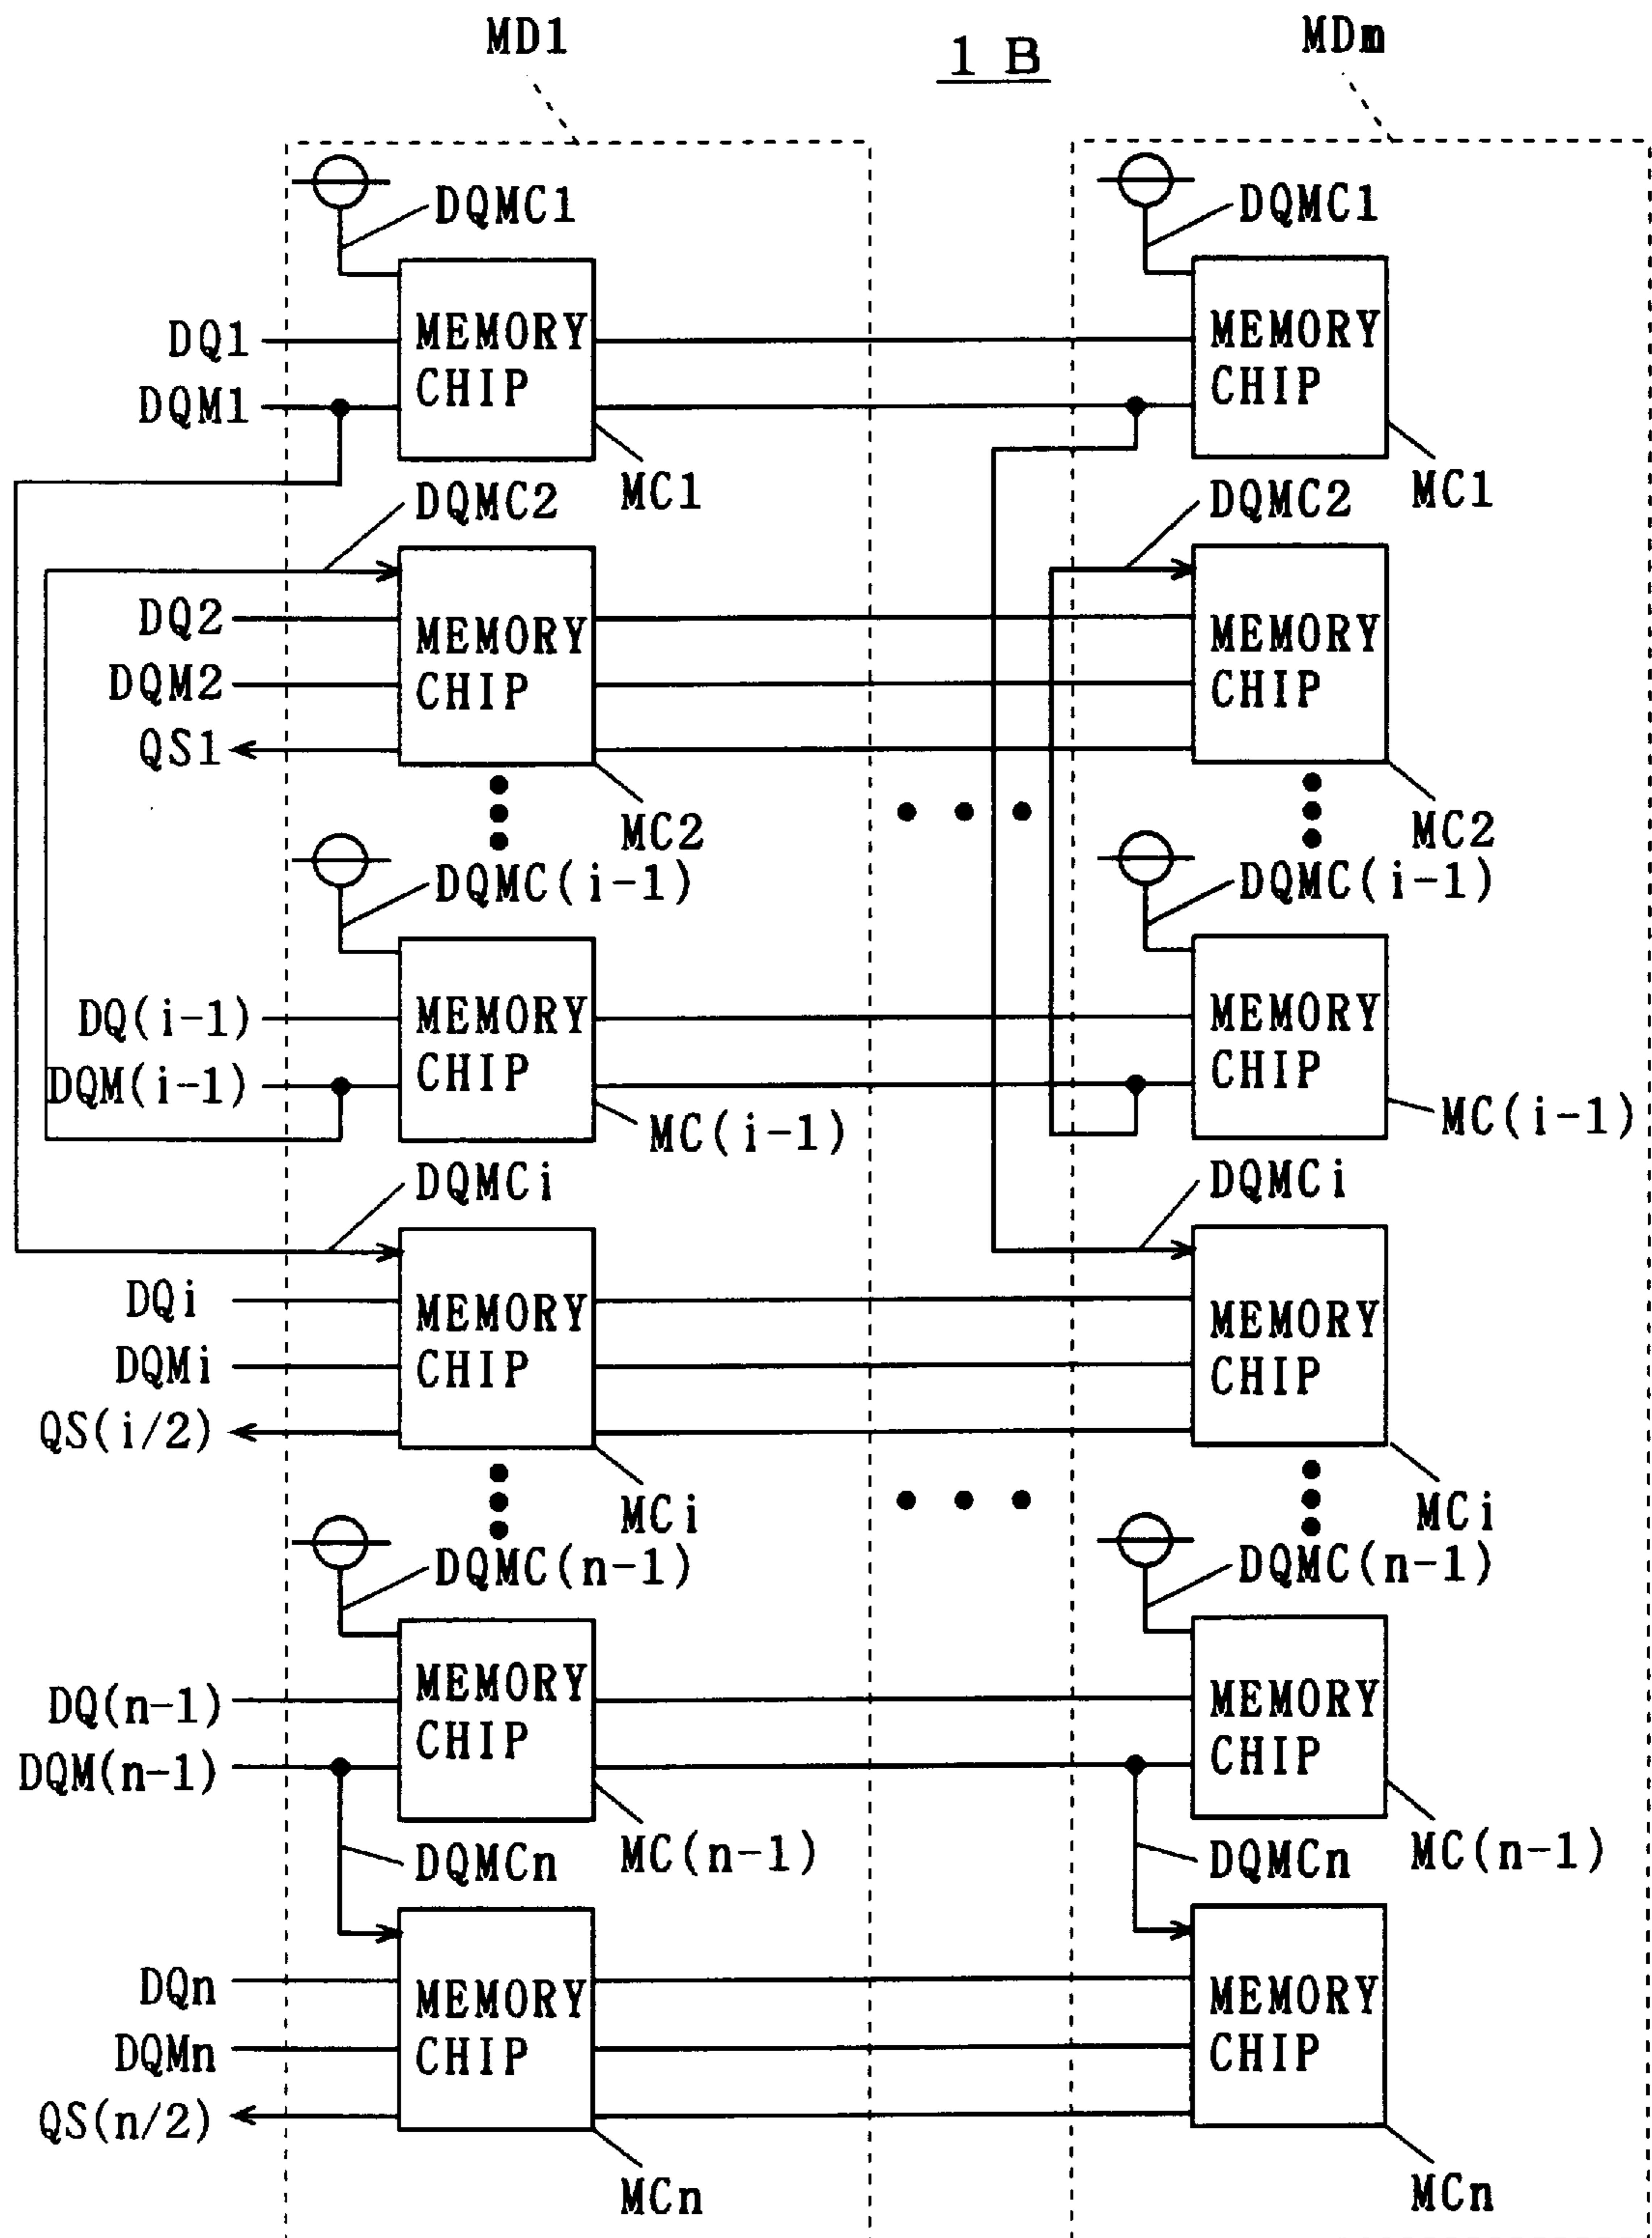 MD1
1 B
MDm
DQMC1
DQMC1
DQ1
MEMORY
CHIP
MEMORY
CHIP
DQM1
MC1
MC1
DQMC2
DQMC2
DQ2
MEMORY
CHIP
MEMORY
CHIP
DQM2
QS1
MC2
MC2
DQMC(i-1)
DQMC(i-1)
DQ(i-1)
MEMORY
CHIP
MEMORY
CHIP
DQM(i-1)
MC(i-1)
MC(i-1)
DQMCi
DQMCi
DQi
MEMORY
CHIP
MEMORY
CHIP
DQMi
QS(i/2)
MCi
MCi
DQMC(n-1)
DQMC(n-1)
DQ(n-1)
MEMORY
CHIP
MEMORY
CHIP
DQM(n-1)
MC(n-1)
MC(n-1)
DQMCn
DQMCn
DQn
MEMORY
CHIP
MEMORY
CHIP
DQMn
QS(n/2)
MCn
MCn